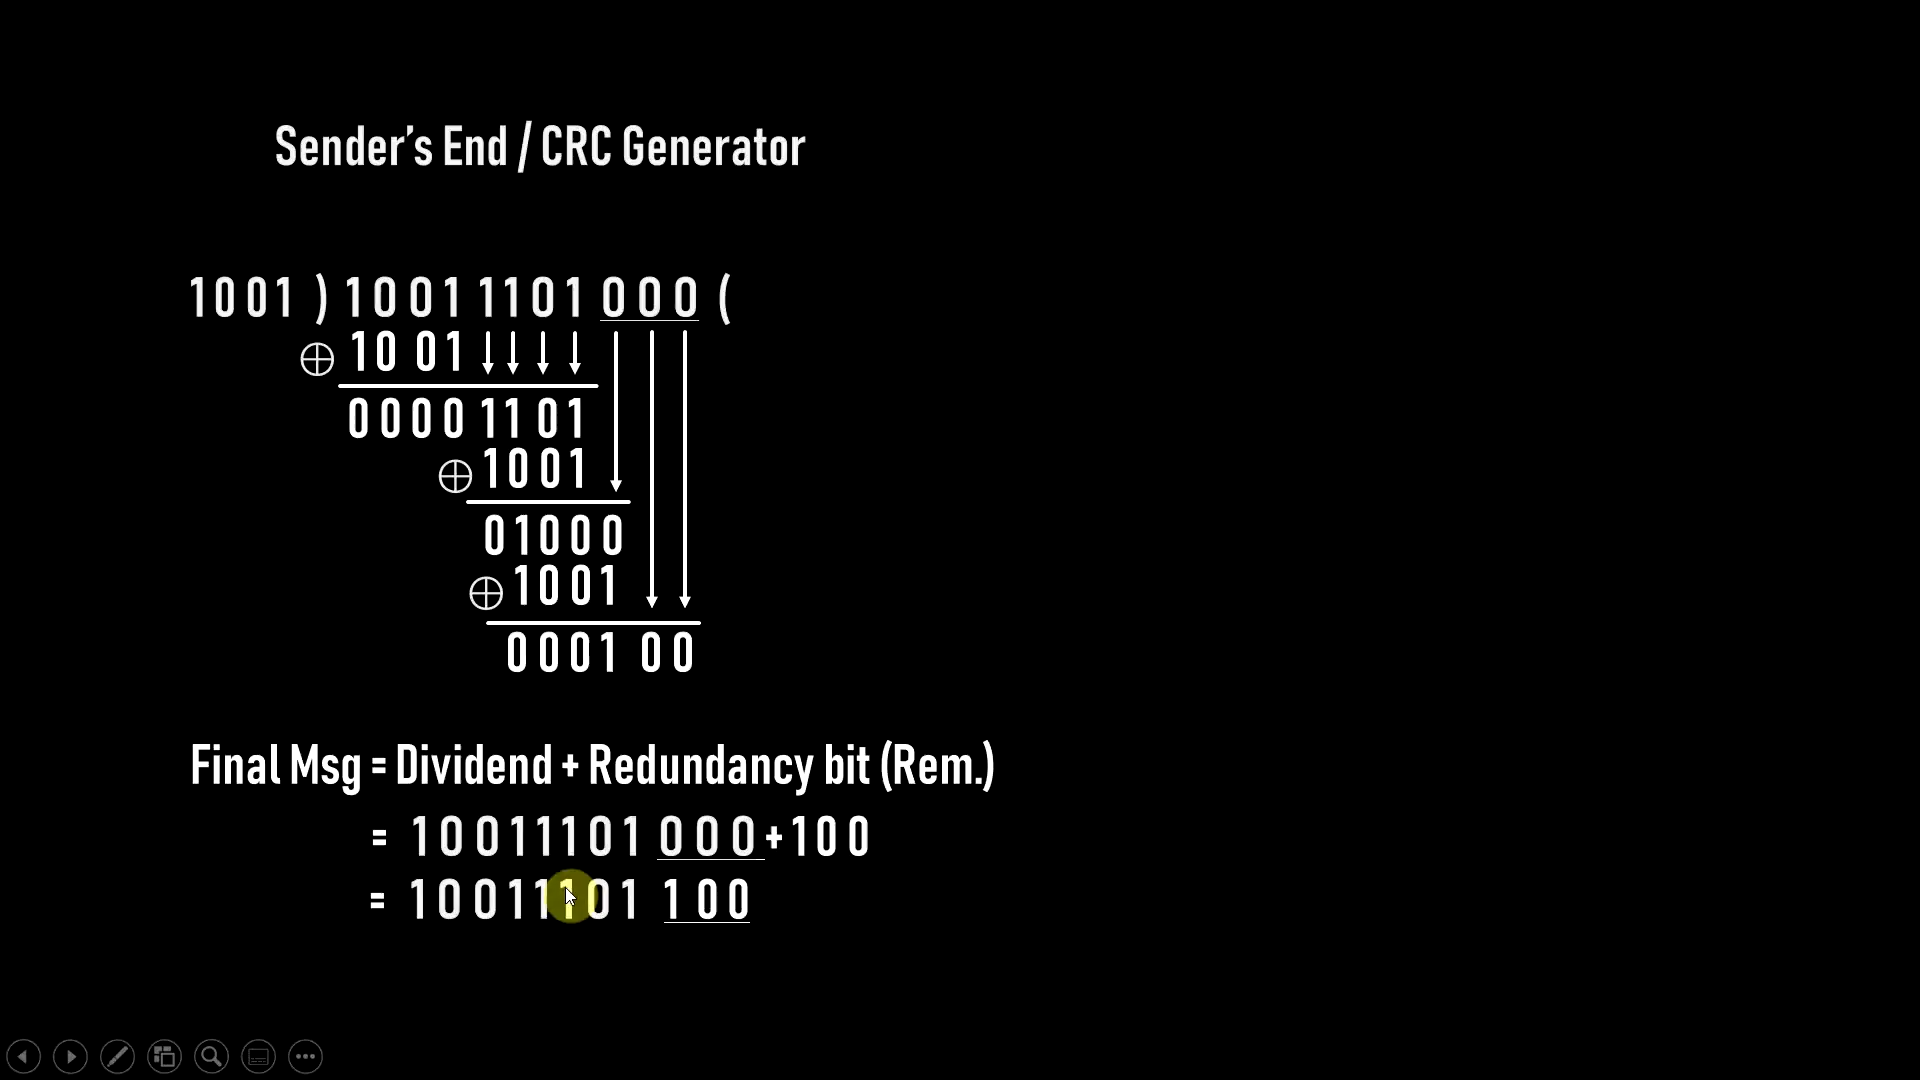 Sender's End / CRC Generator
1001 ) 10011101 000 (
⊕ 1001
00001101
⊕ 1001
01000
⊕ 1001
000100
Final Msg = Dividend + Redundancy bit (Rem.)
= 10011101 000 + 100
= 10011101 100